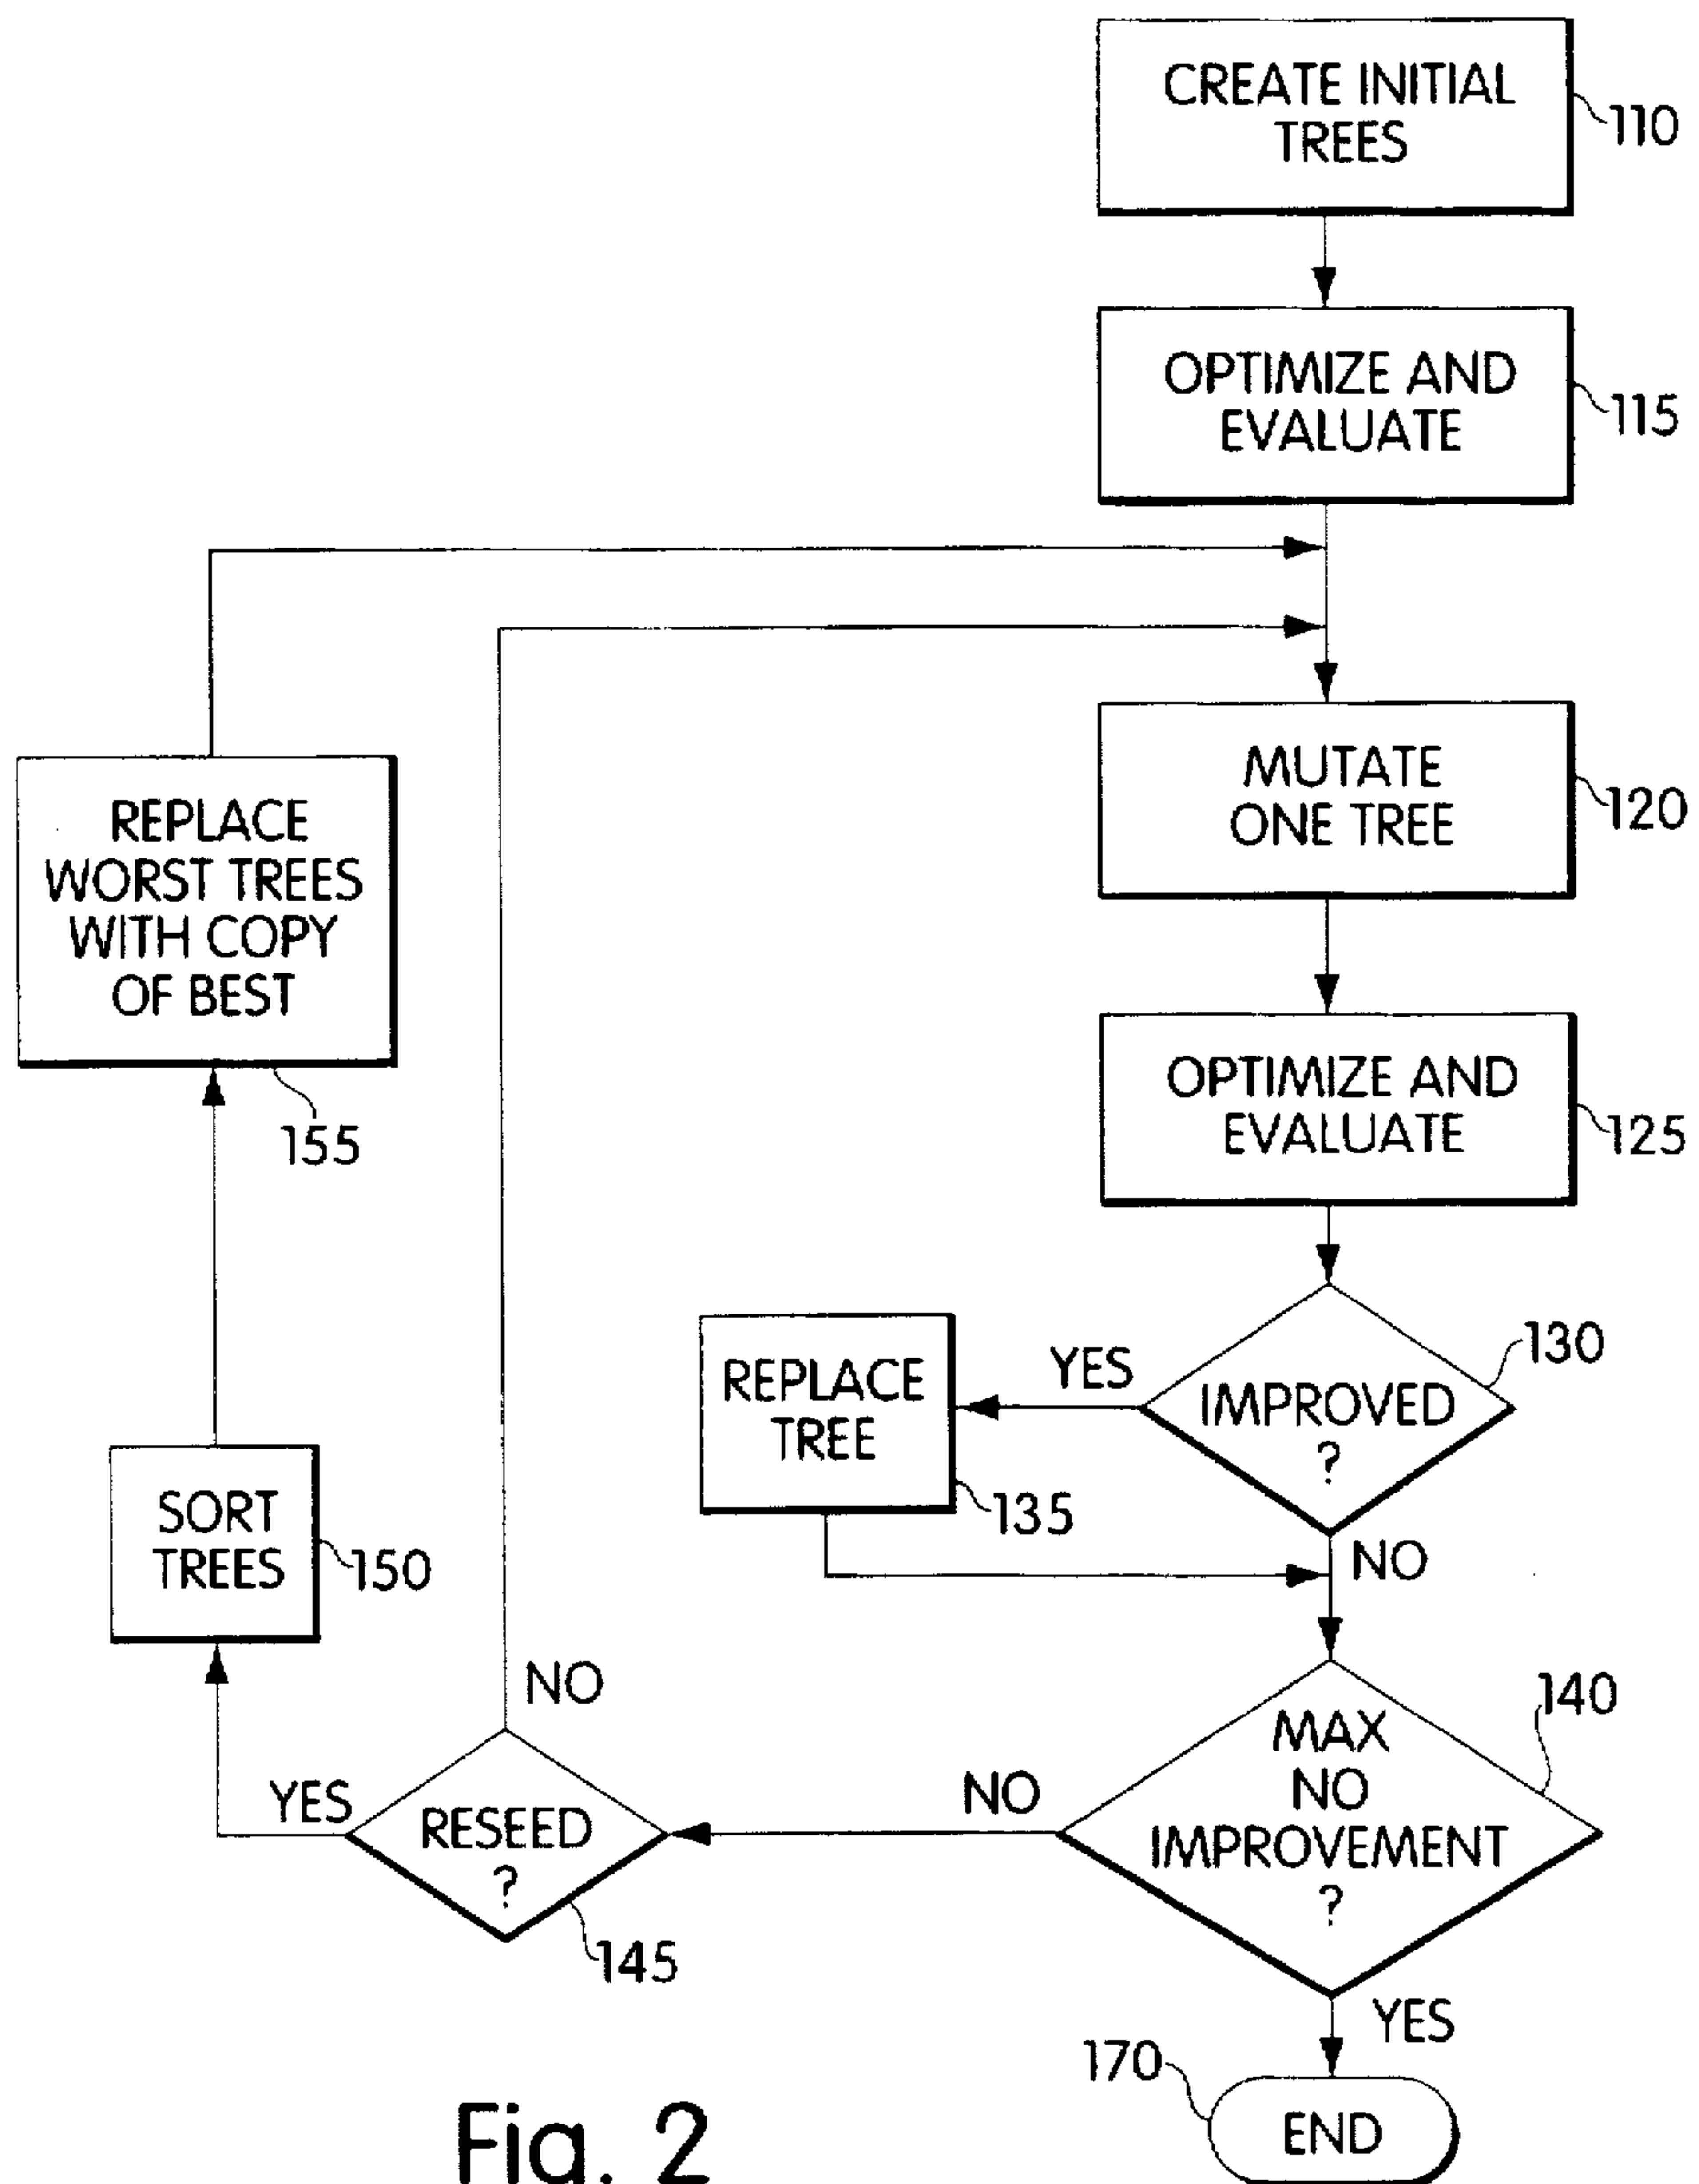 CREATE INITIAL
TREES
110
OPTIMIZE AND
EVALUATE
115
MUTATE
ONE TREE
120
REPLACE
WORST TREES
WITH COPY
OF BEST
155
OPTIMIZE AND
EVALUATE
125
IMPROVED
?
130
YES
NO
REPLACE
TREE
135
SORT
TREES
150
MAX
NO
IMPROVEMENT
?
140
NO
YES
RESEED
?
145
NO
YES
170
END
Fig. 2